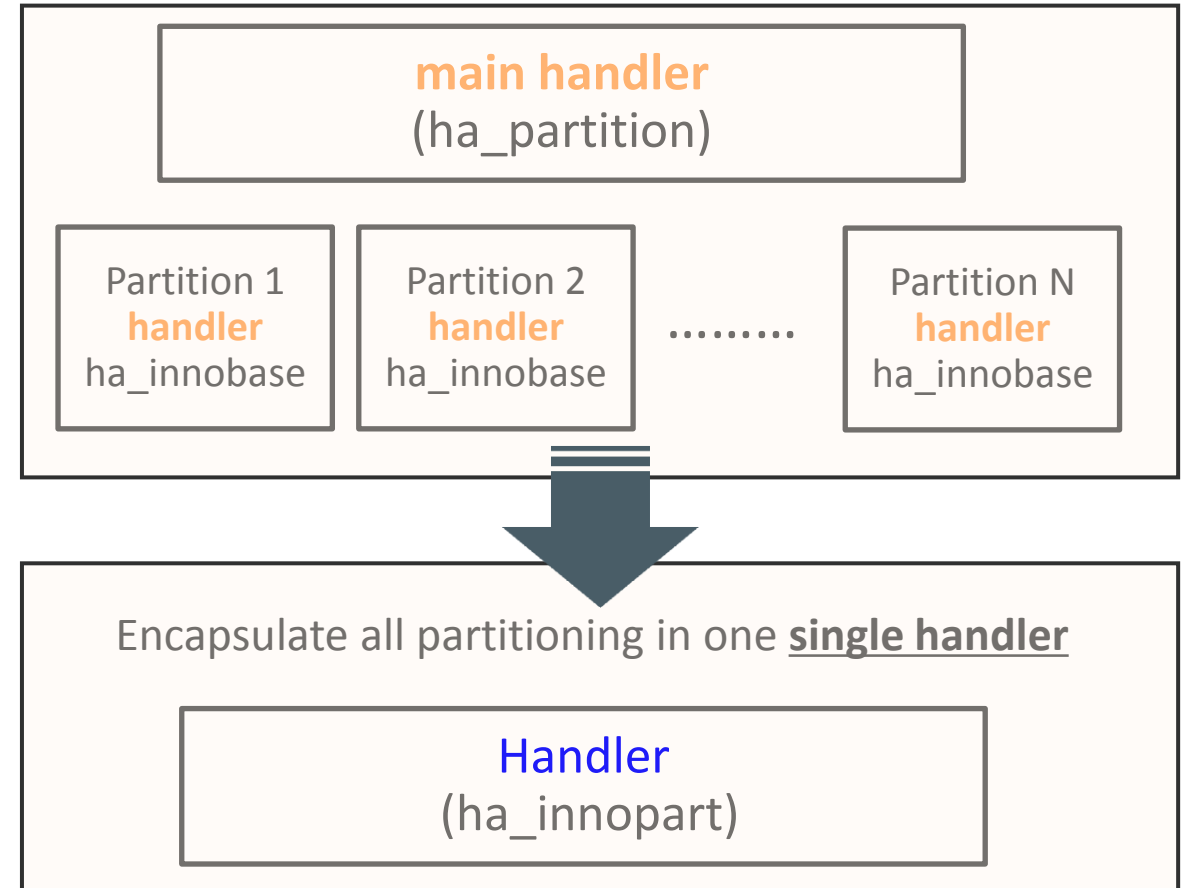 main handler
(ha_partition)
Partition 1
handler
ha_innobase
Partition 2
handler
ha_innobase
.........
Partition N
handler
ha_innobase
Encapsulate all partitioning in one single handler
Handler
(ha_innopart)